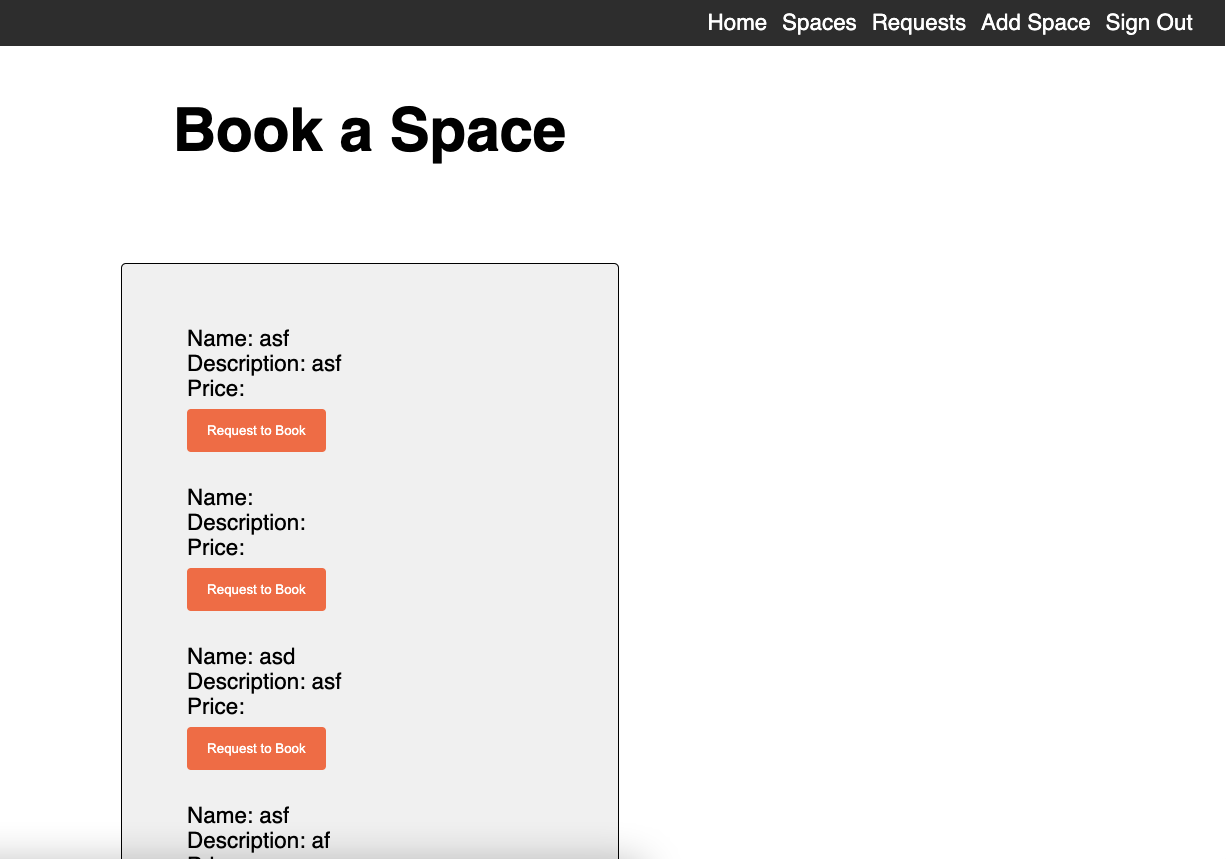 Home Spaces Requests Add Space Sign Out
Book a Space
Name: asf
Description: asf
Price:
Request to Book
Name:
Description:
Price:
Request to Book
Name: asd
Description: asf
Price:
Request to Book
Name: asf
Description: af